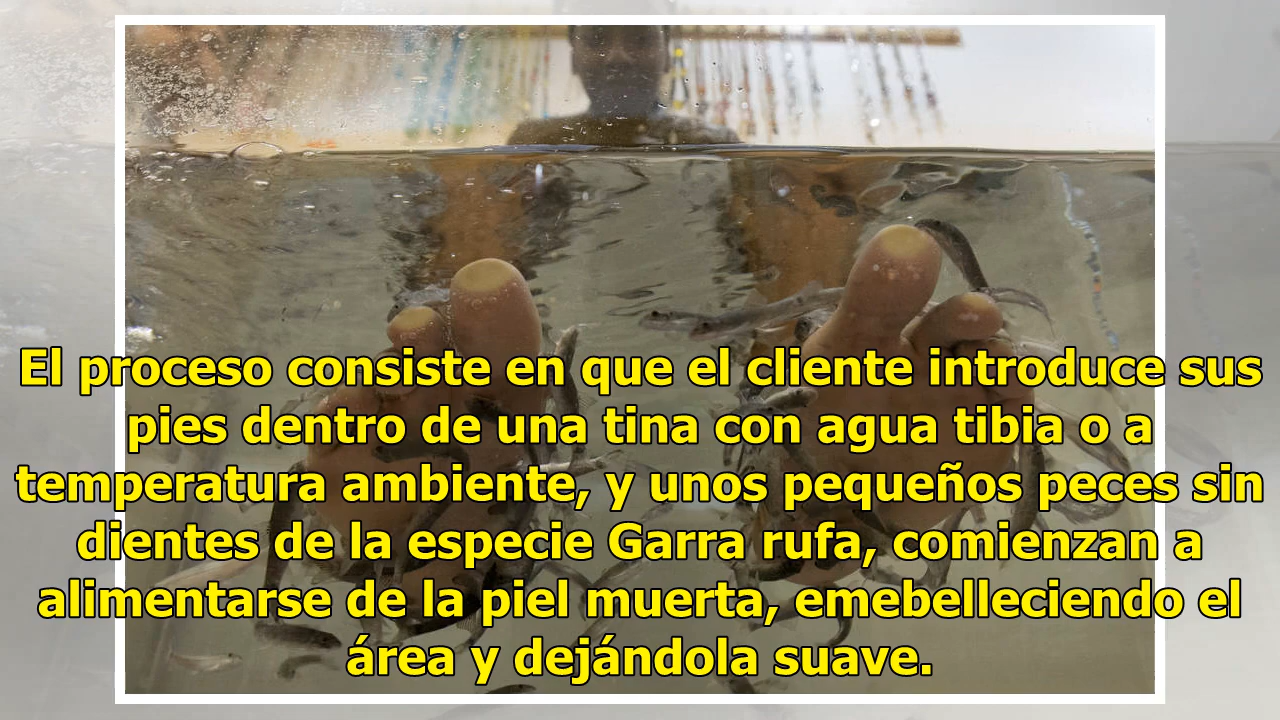 El proceso consiste en que el cliente introduce sus
pies dentro de una tina con agua tibia o a
temperatura ambiente, y unos pequeños peces sin
dientes de la especie Garra rufa, comienzan a
alimentarse de la piel muerta, emebelleciendo el
área y dejándola suave.